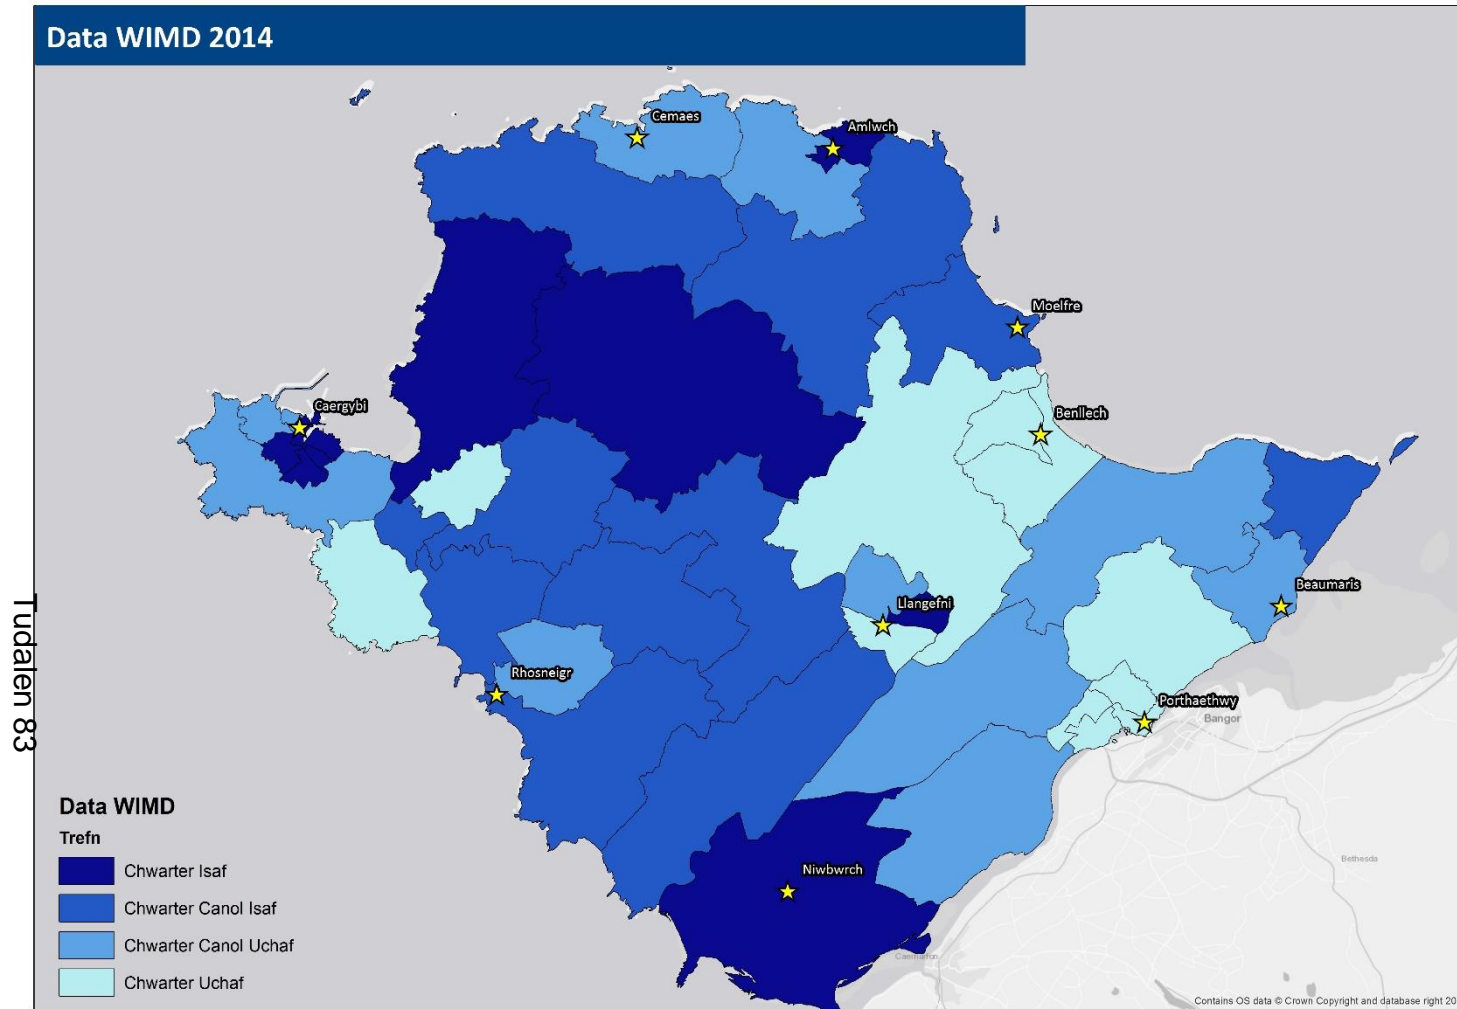 Data WIMD 2014
Cemaes
Amlwch
Moelfre
Caergybi
Benllech
Beaumaris
Llangefni
Rhosneigr
Porthaethwy
Bangor
Tudalen 83
Data WIMD
Trefn
Chwarter Isaf
Chwarter Canol Isaf
Chwarter Canol Uchaf
Chwarter Uchaf
Niwbwrch
Bethesda
Caernarfon
Contains OS data © Crown Copyright and database right 20